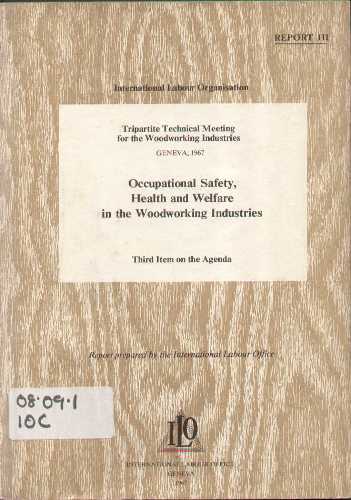 REPORT III
International Labour Organisation
Tripartite Technical Meeting
for the Woodworking Industries
GENEVA, 1967
Occupational Safety,
Health and Welfare
in the Woodworking Industries
Third Item on the Agenda
Report prepared by the International Labour Office
08.09.1
10C
ILO
INTERNATIONAL LABOUR OFFICE
GENEVA